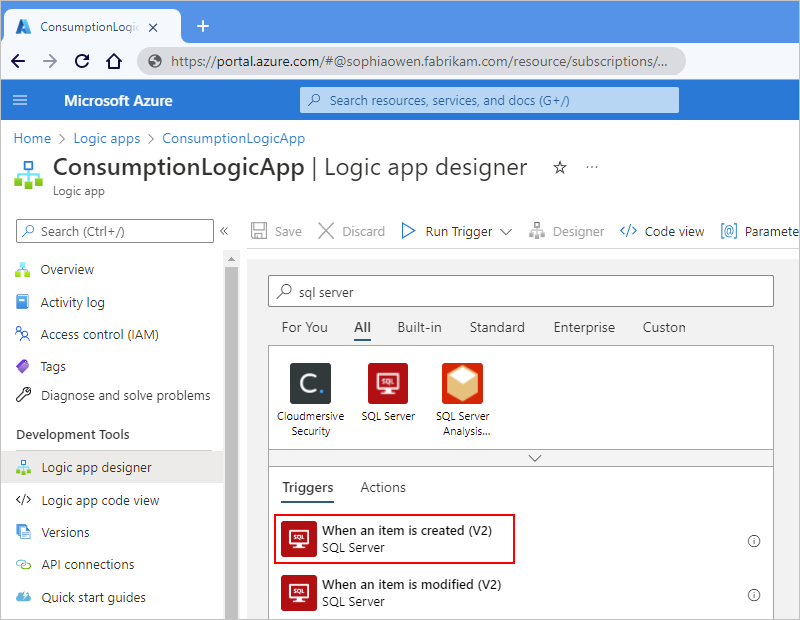 ConsumptionLogic
https://portal.azure.com/#@sophiaowen.fabrikam.com/resource/subscriptions/...
Microsoft Azure
Search resources, services, and docs (G+/)
Home > Logic apps > ConsumptionLogicApp
ConsumptionLogicApp | Logic app designer ...
Logic app
Search (Ctrl+/) «
Save Discard Run Trigger Designer </> Code view [@] Paramete
Overview
Activity log
Access control (IAM)
Tags
Diagnose and solve problems
Development Tools
Logic app designer
</> Logic app code view
Versions
API connections
Quick start guides
sql server
For You All Built-in Standard Enterprise Custon
C.
SQL
Cloudmersive
Security
SQL Server
SQL Server
Analysis...
Triggers Actions
SQL
When an item is created (V2)
SQL Server
SQL
When an item is modified (V2)
SQL Server